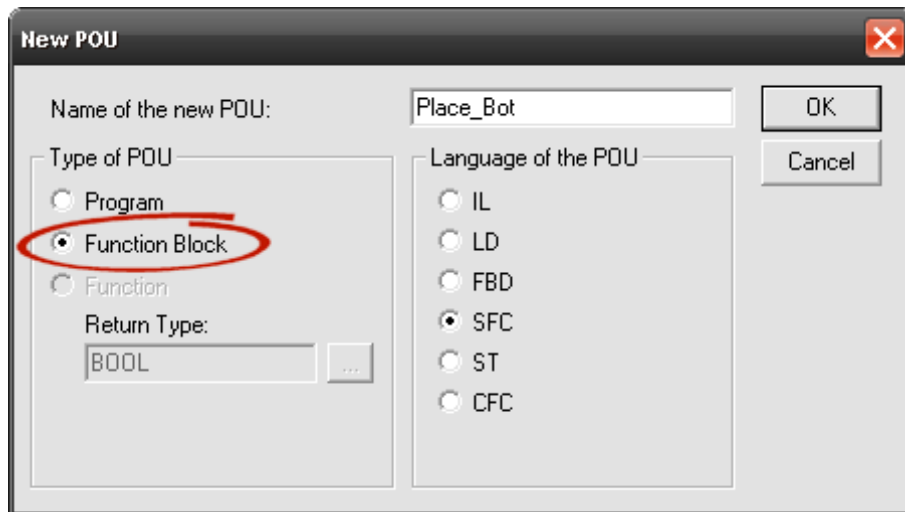 New POU
Name of the new POU:
Place_Bot
OK
Cancel
Type of POU
Program
Function Block
Function
Return Type:
BOOL
...
Language of the POU
IL
LD
FBD
SFC
ST
CFC